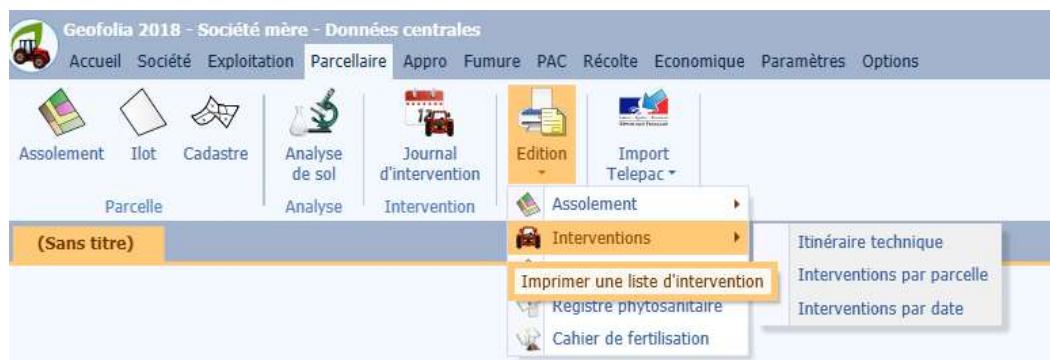 Geofolia 2018 - Société mère - Données centrales
Accueil Société Exploitation Parcellaire Appro Fumure PAC Récolte Economique Paramètres Options
Assolement Ilot Cadastre Analyse de sol Journal d'intervention Edition Import Telepac
Parcelle Analyse Intervention
Assolement
(Sans titre)
Interventions
Itinéraire technique
Imprimer une liste d'intervention
Interventions par parcelle
Registre phytosanitaire
Interventions par date
Cahier de fertilisation